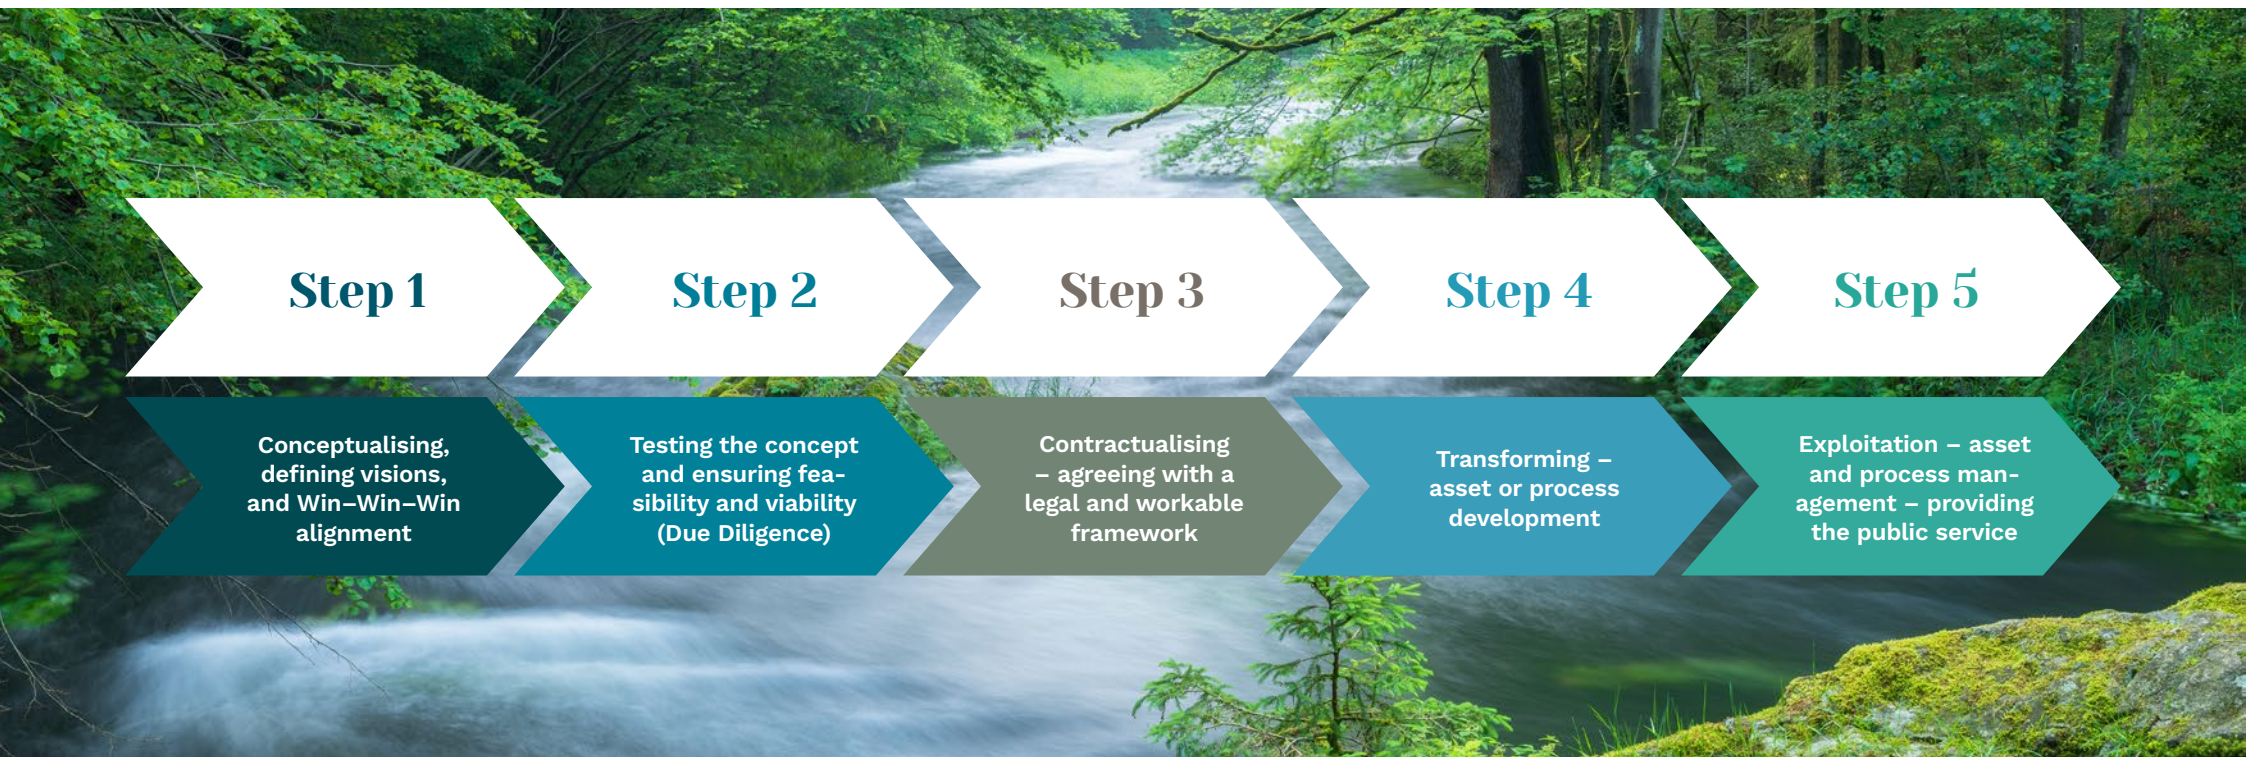 Step 1
Step 2
Step 3
Step 4
Step 5
Conceptualising,
defining visions,
and Win–Win–Win
alignment
Testing the concept
and ensuring fea-
sibility and viability
(Due Diligence)
Contractualising
– agreeing with a
legal and workable
framework
Transforming –
asset or process
development
Exploitation – asset
and process man-
agement – providing
the public service